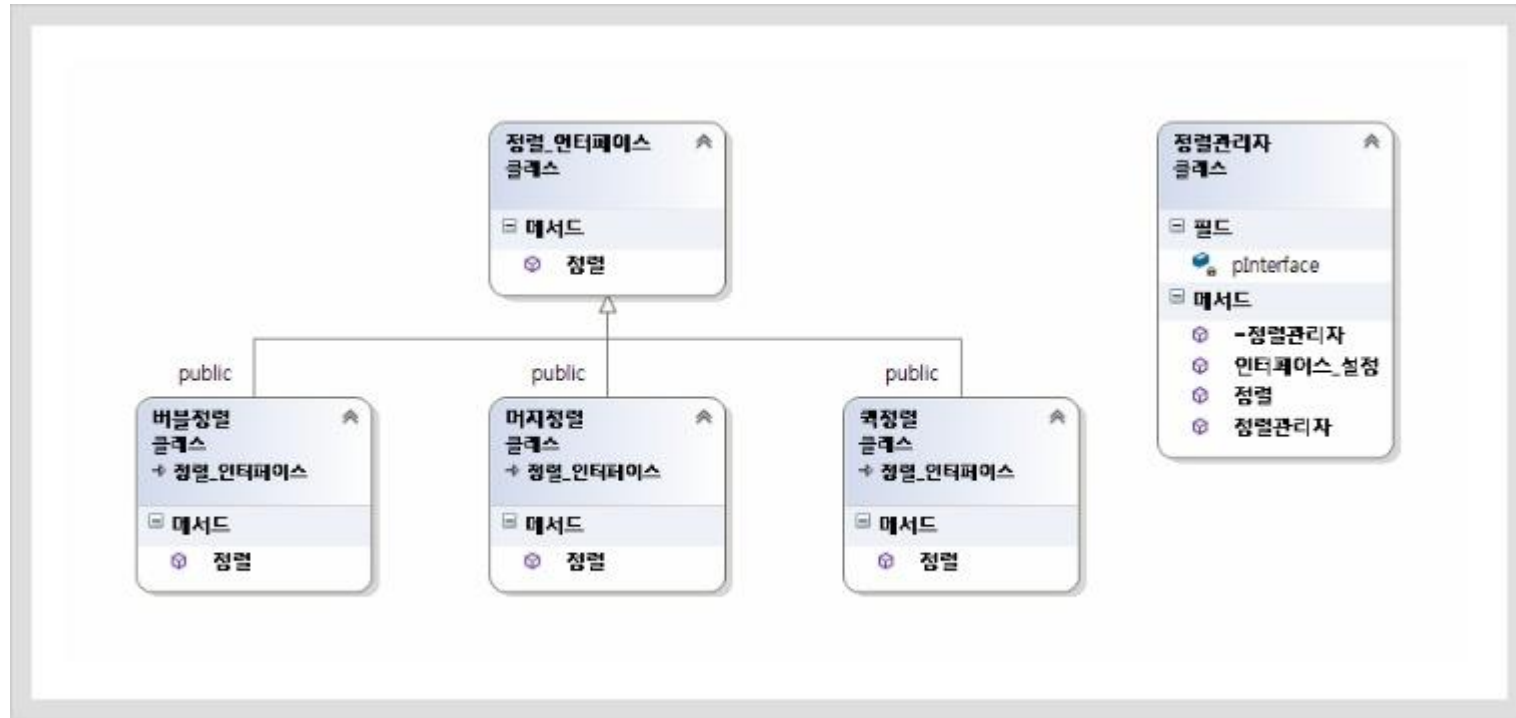 정렬_인터페이스
클래스
메서드
정렬
정렬관리자
클래스
필드
pInterface
메서드
~정렬관리자
인터페이스_설정
정렬
정렬관리자
public
public
public
버블정렬
클래스
정렬_인터페이스
메서드
정렬
머지정렬
클래스
정렬_인터페이스
메서드
정렬
퀵정렬
클래스
정렬_인터페이스
메서드
정렬